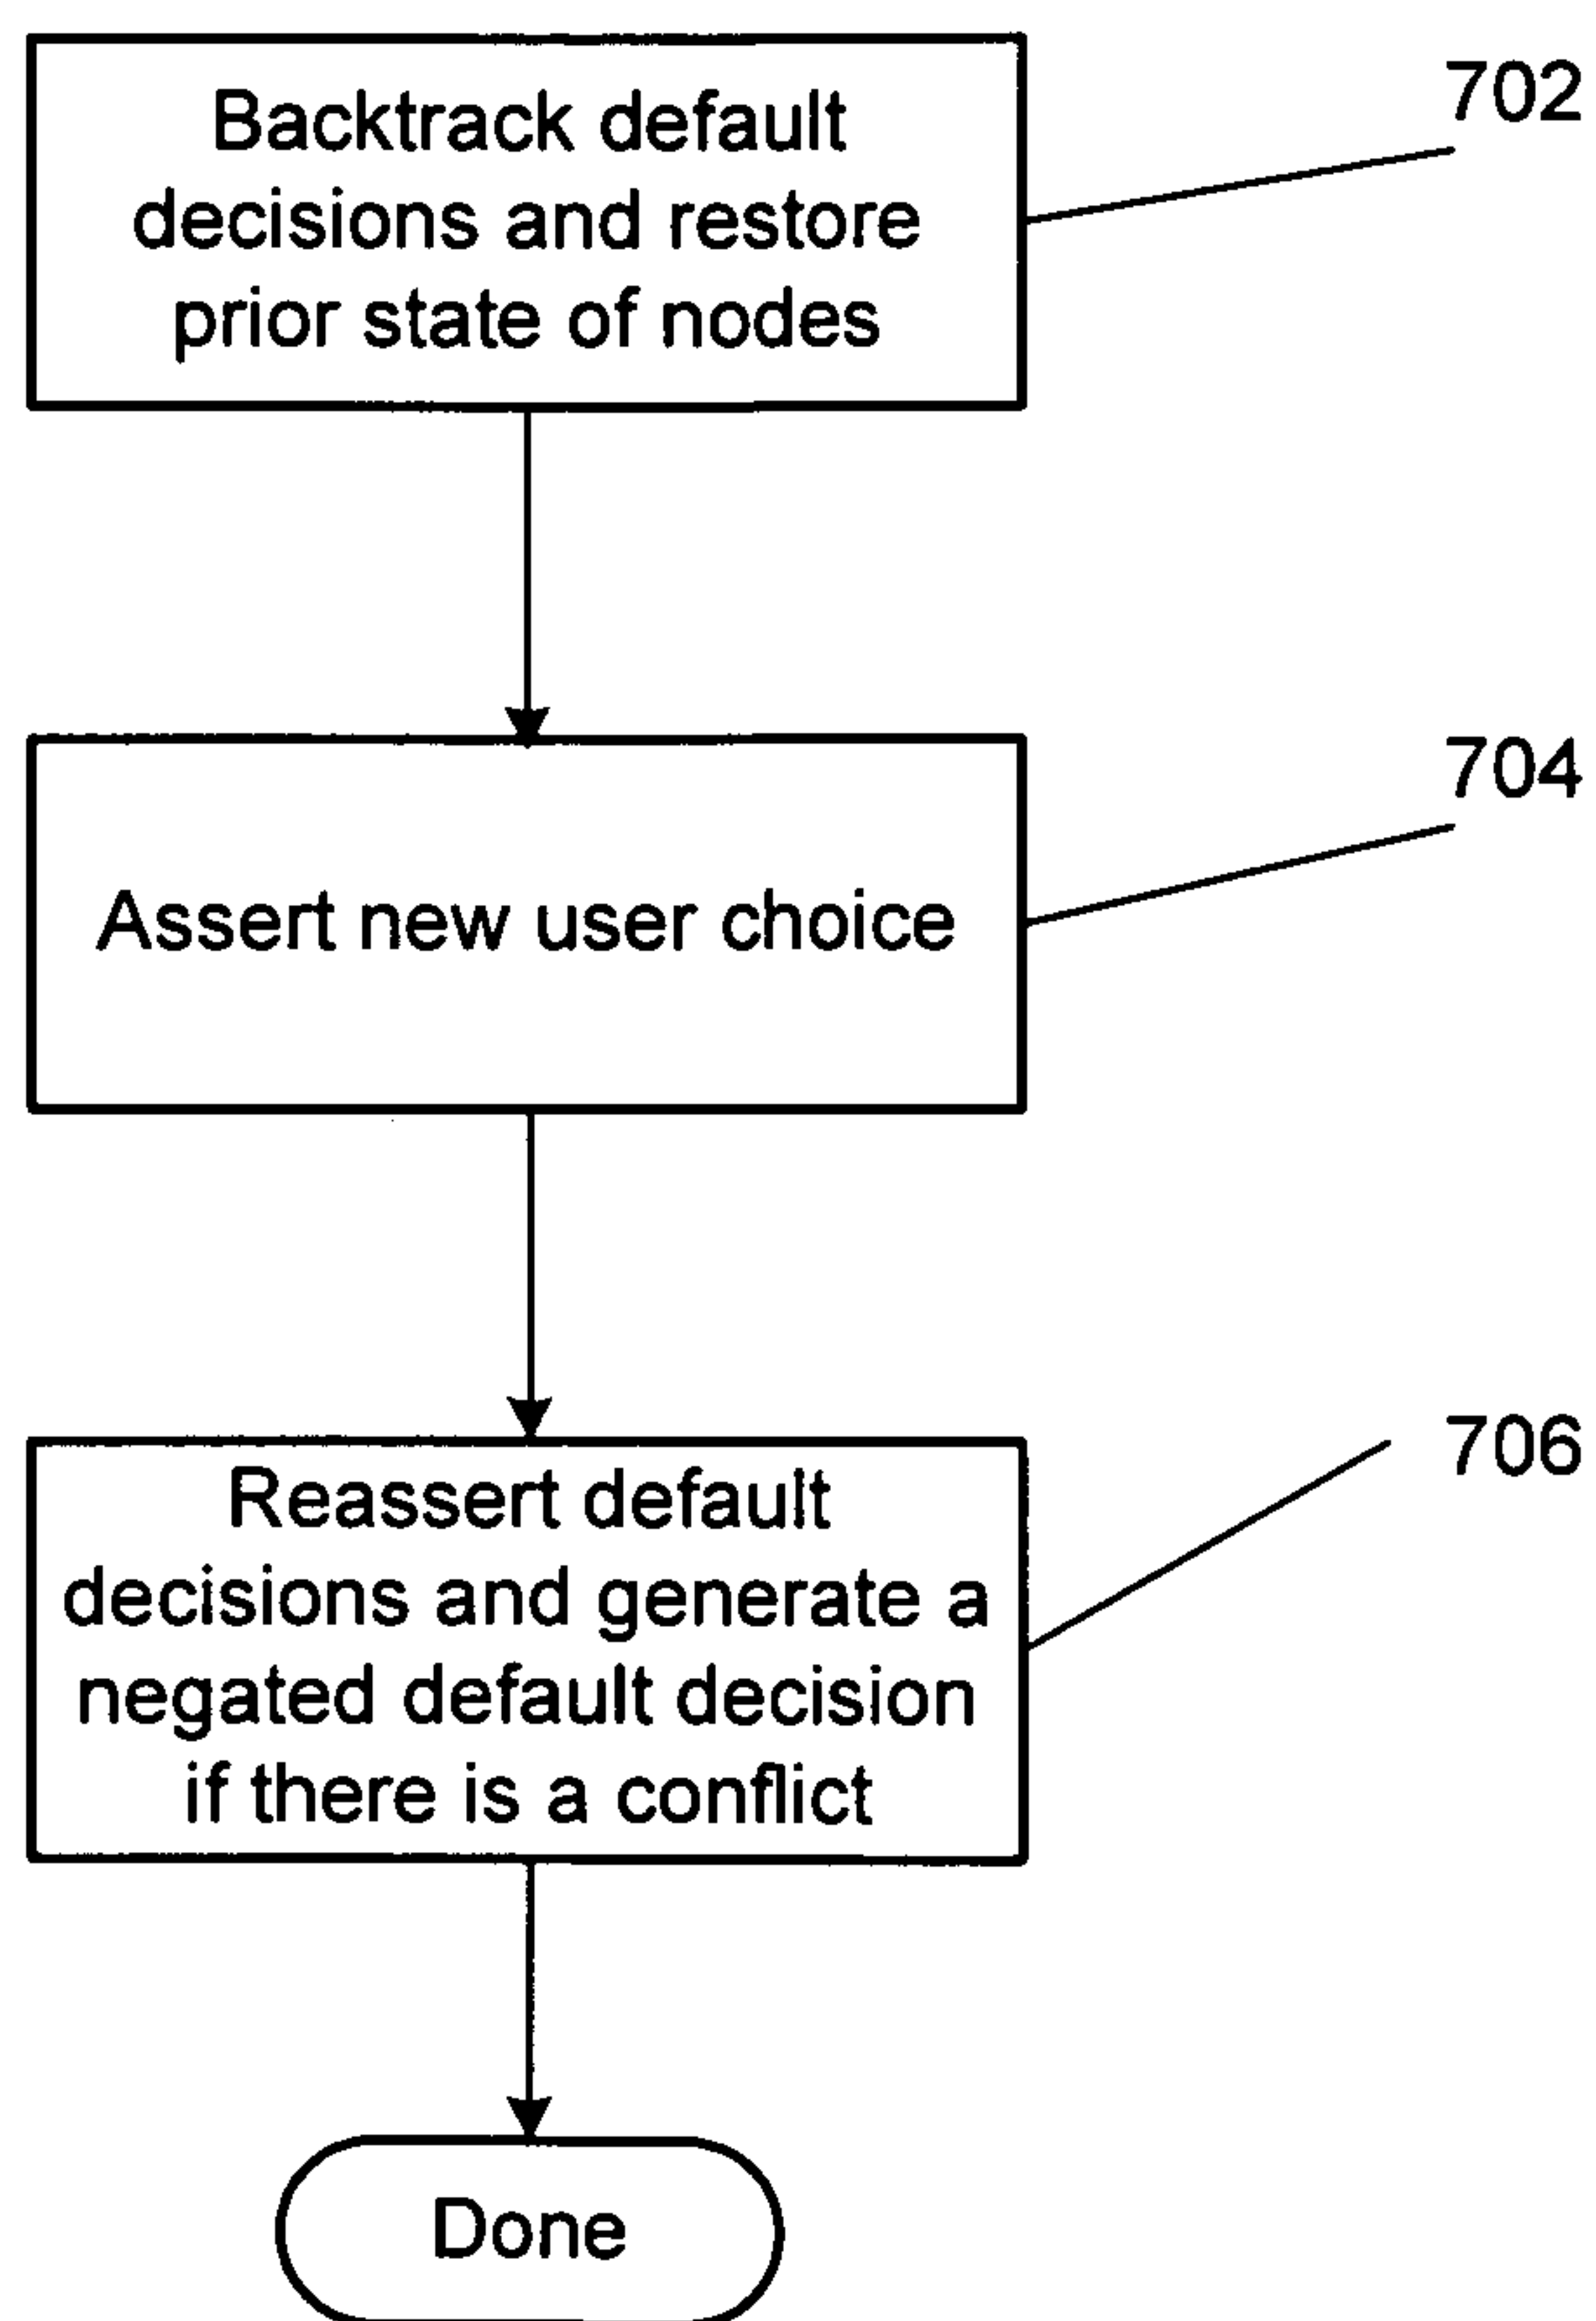 Backtrack default
decisions and restore
prior state of nodes
702
Assert new user choice
704
Reassert default
decisions and generate a
negated default decision
if there is a conflict
706
Done